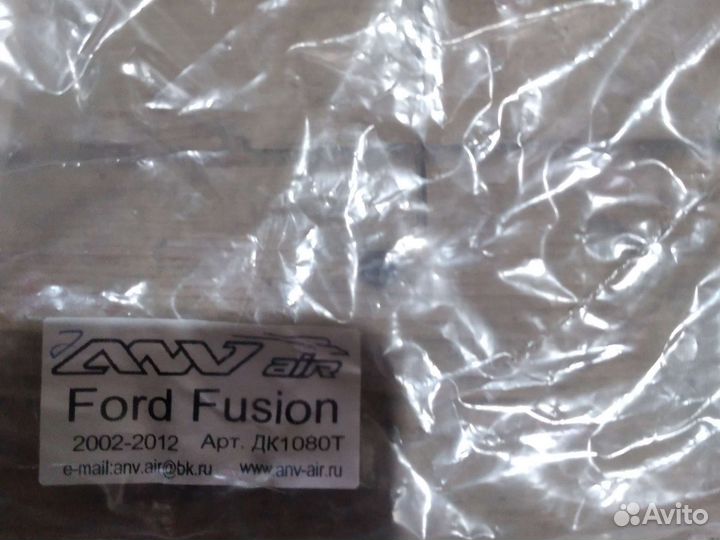 ANV air
Ford Fusion
2002-2012 Арт. ДК1080Т
e-mail:anv.air@bk.ru www.anv-air.ru
Avito